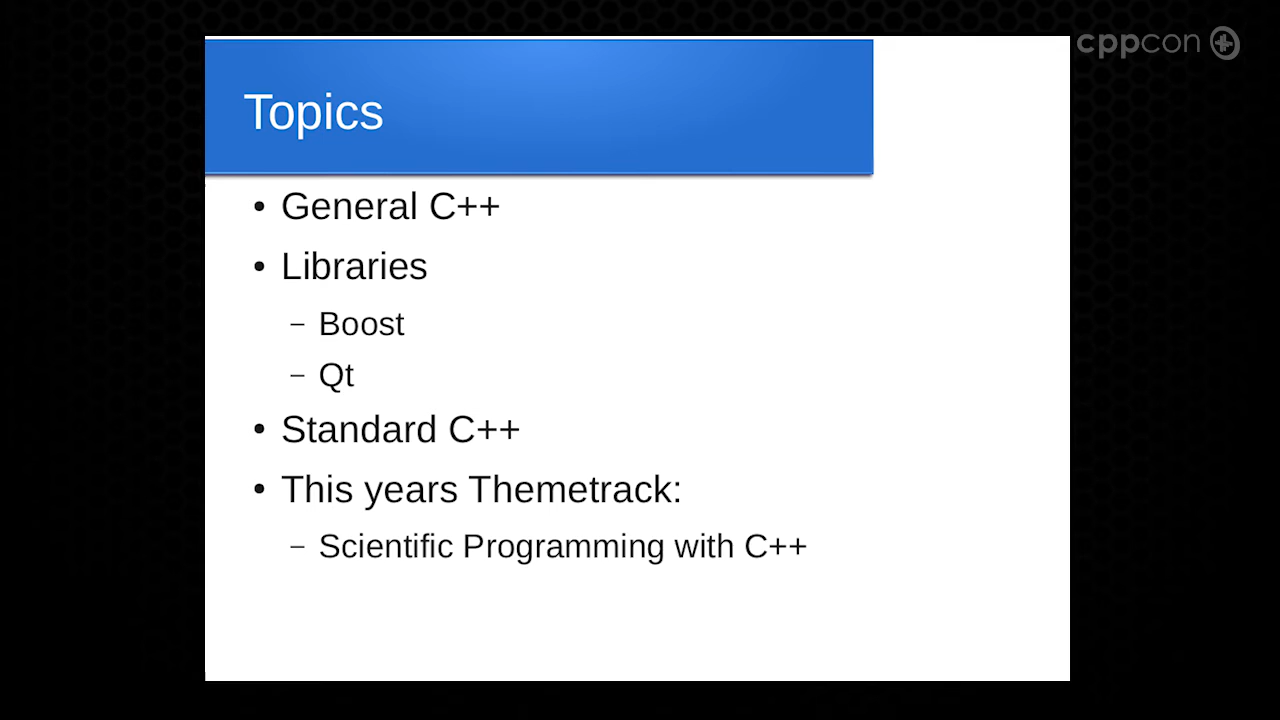 cppcon
Topics
• General C++
• Libraries
– Boost
– Qt
• Standard C++
• This years Themetrack:
– Scientific Programming with C++